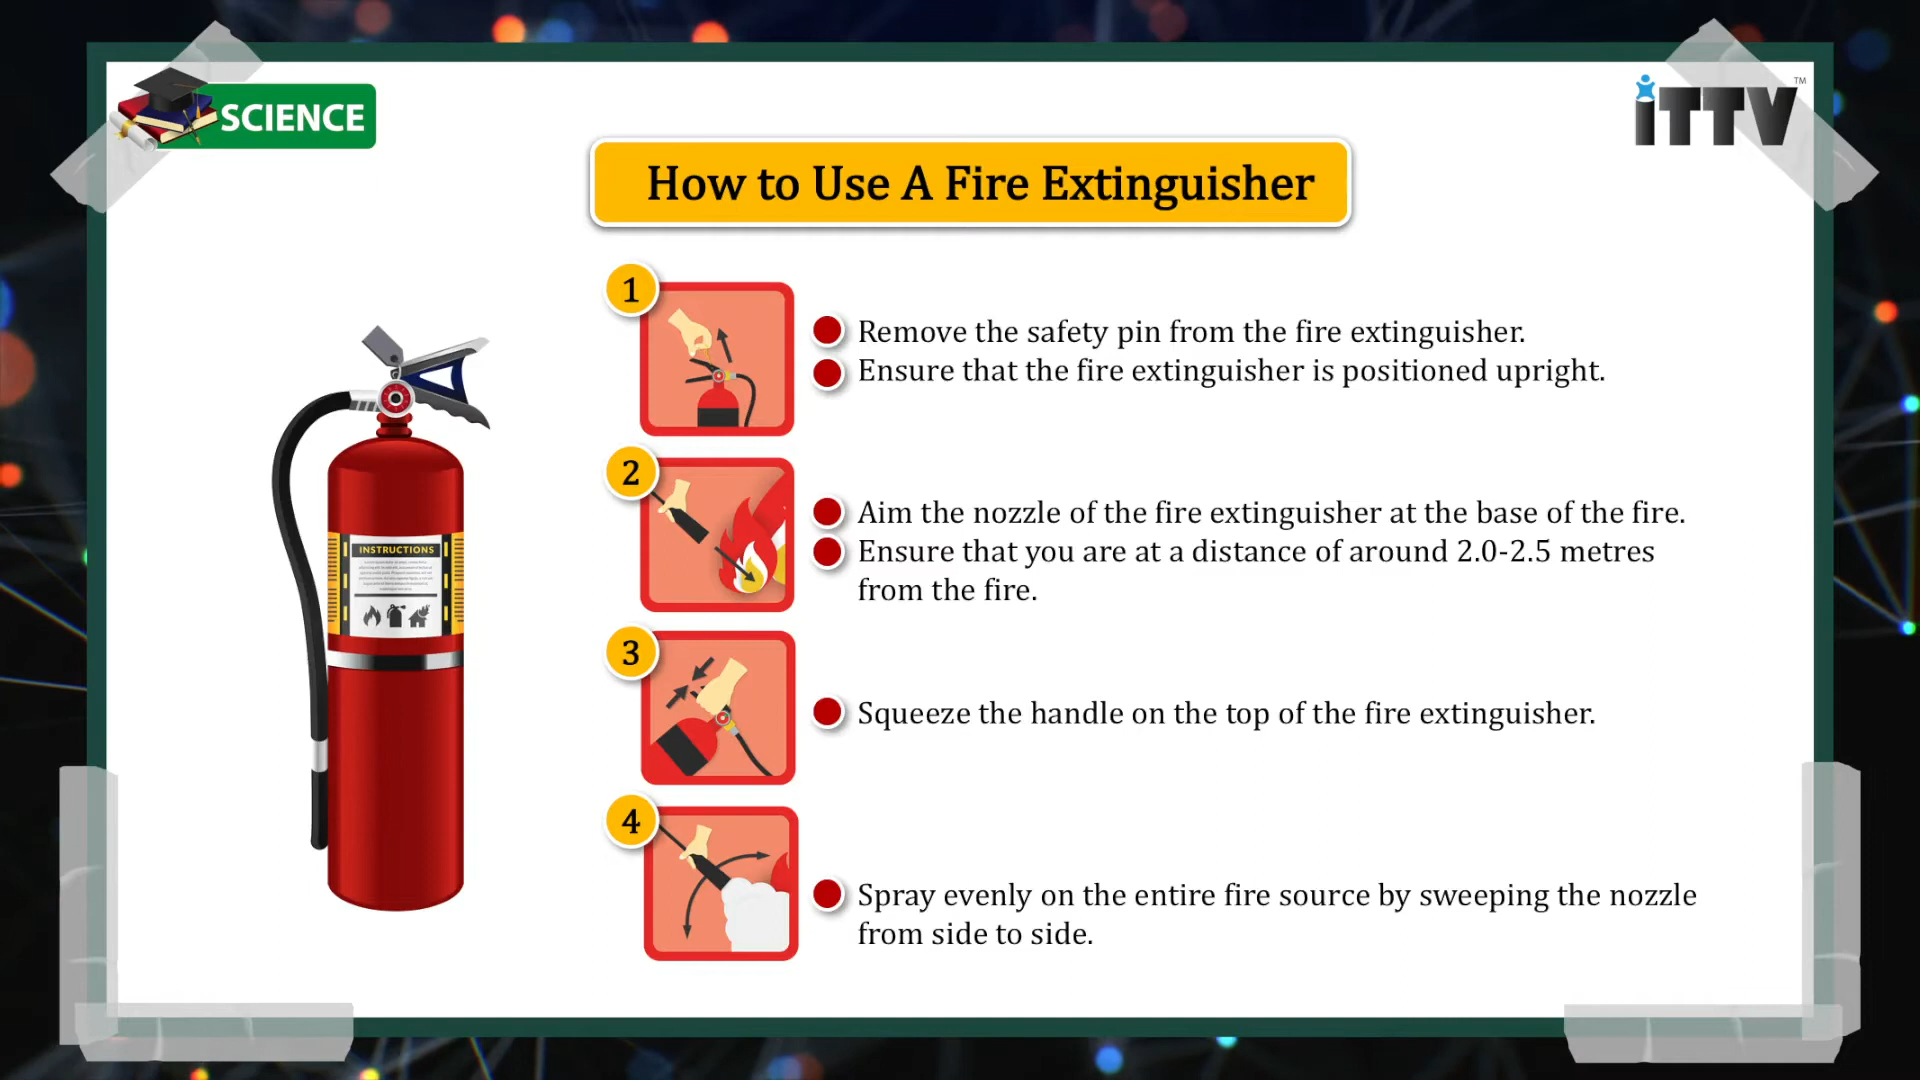 SCIENCE
iTTV
TM
How to Use A Fire Extinguisher
1
Remove the safety pin from the fire extinguisher.
Ensure that the fire extinguisher is positioned upright.
2
Aim the nozzle of the fire extinguisher at the base of the fire.
Ensure that you are at a distance of around 2.0-2.5 metres
from the fire.
INSTRUCTIONS
3
Squeeze the handle on the top of the fire extinguisher.
4
Spray evenly on the entire fire source by sweeping the nozzle
from side to side.